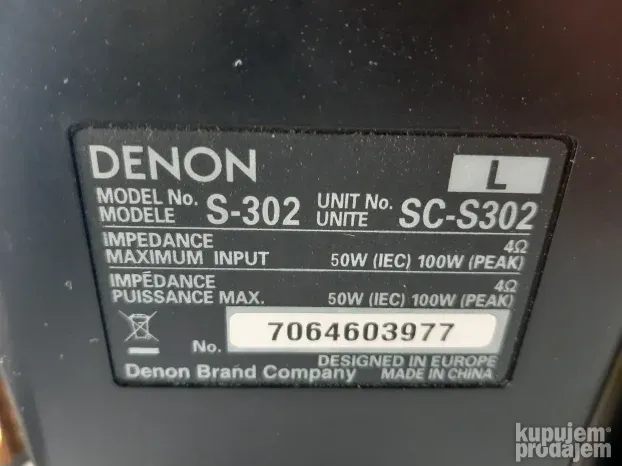 DENON
L
MODEL No. S-302 UNIT No. SC-S302
MODELE UNITE
IMPEDANCE 4Ω
MAXIMUM INPUT 50W (IEC) 100W (PEAK)
IMPÉDANCE 4Ω
PUISSANCE MAX. 50W (IEC) 100W (PEAK)
No. 7064603977
DESIGNED IN EUROPE
Denon Brand Company MADE IN CHINA
kupujem
prodajem